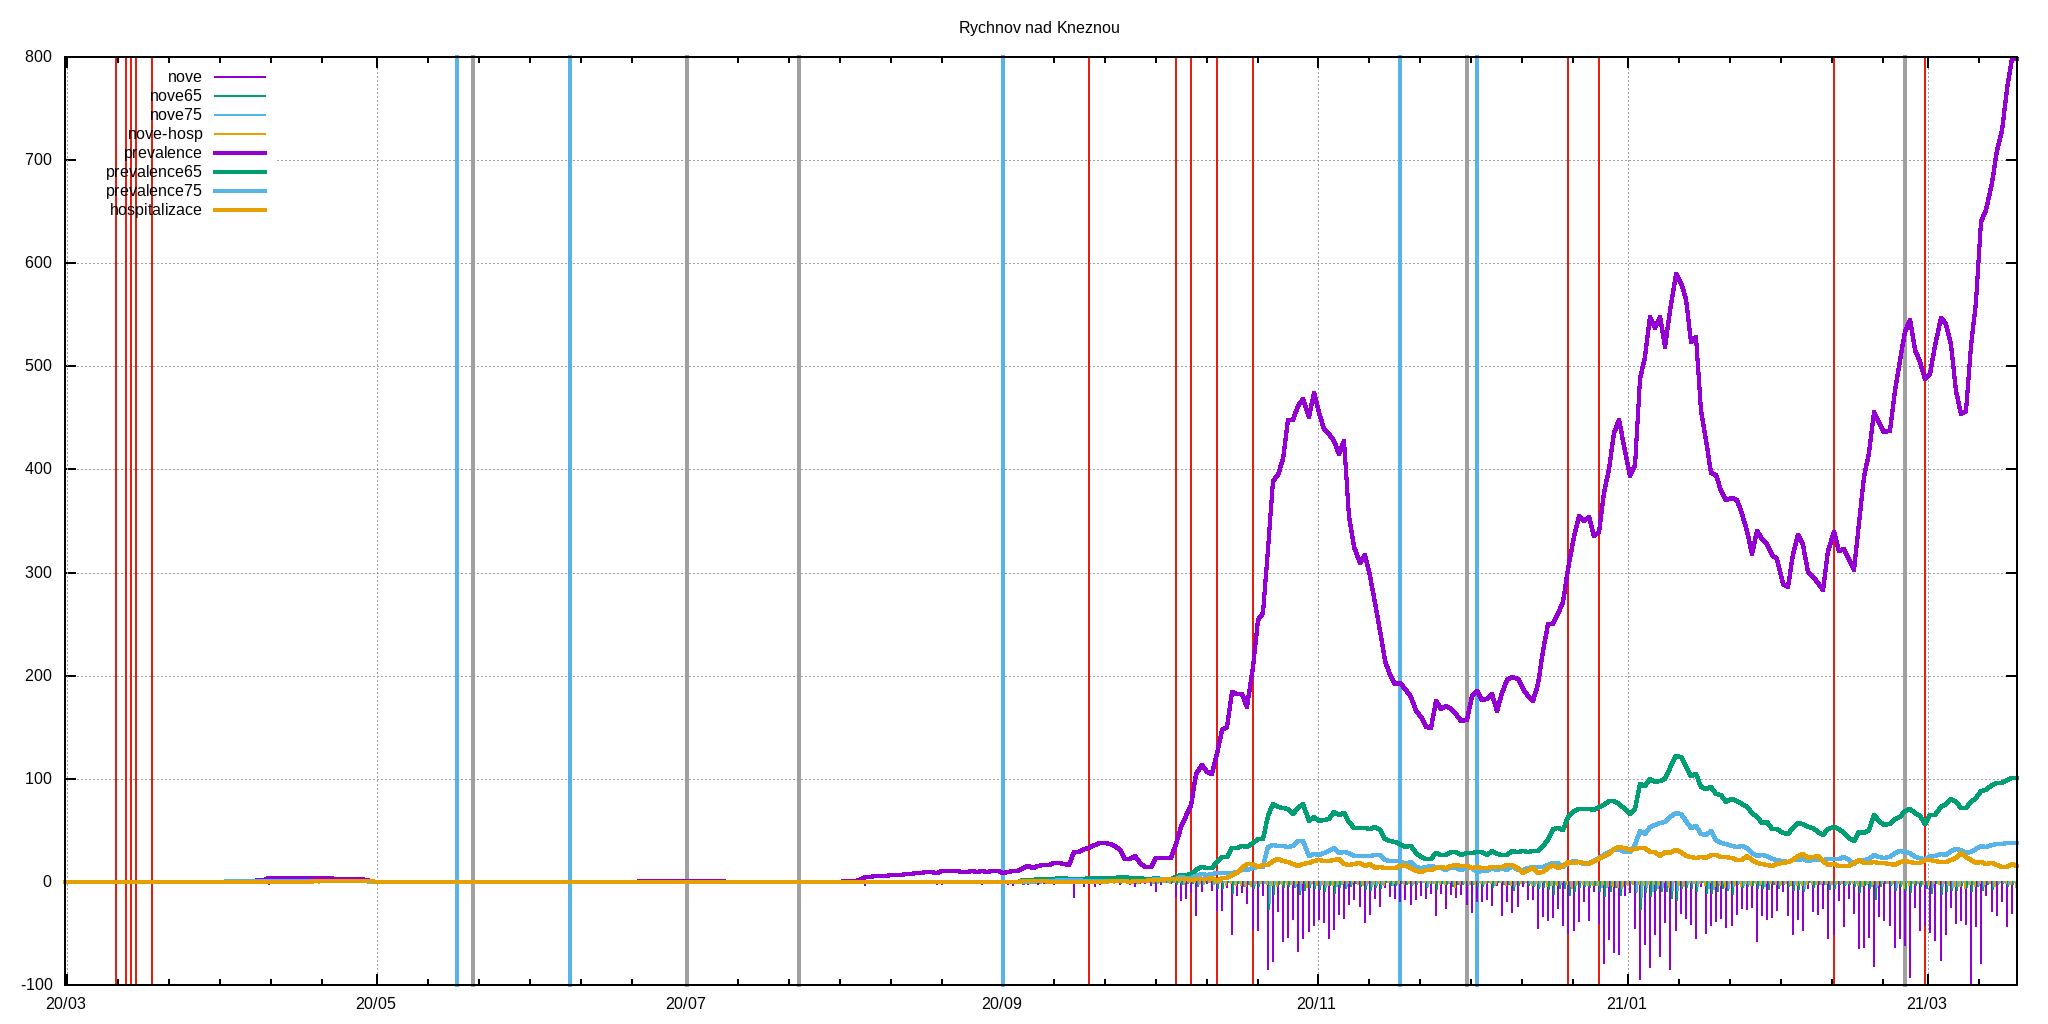 Rychnov nad Kneznou
800
700
600
500
400
300
200
100
0
-100
nove
nove65
nove75
nove-hosp
prevalence
prevalence65
prevalence75
hospitalizace
20/03 20/05 20/07 20/09 20/11 21/01 21/03